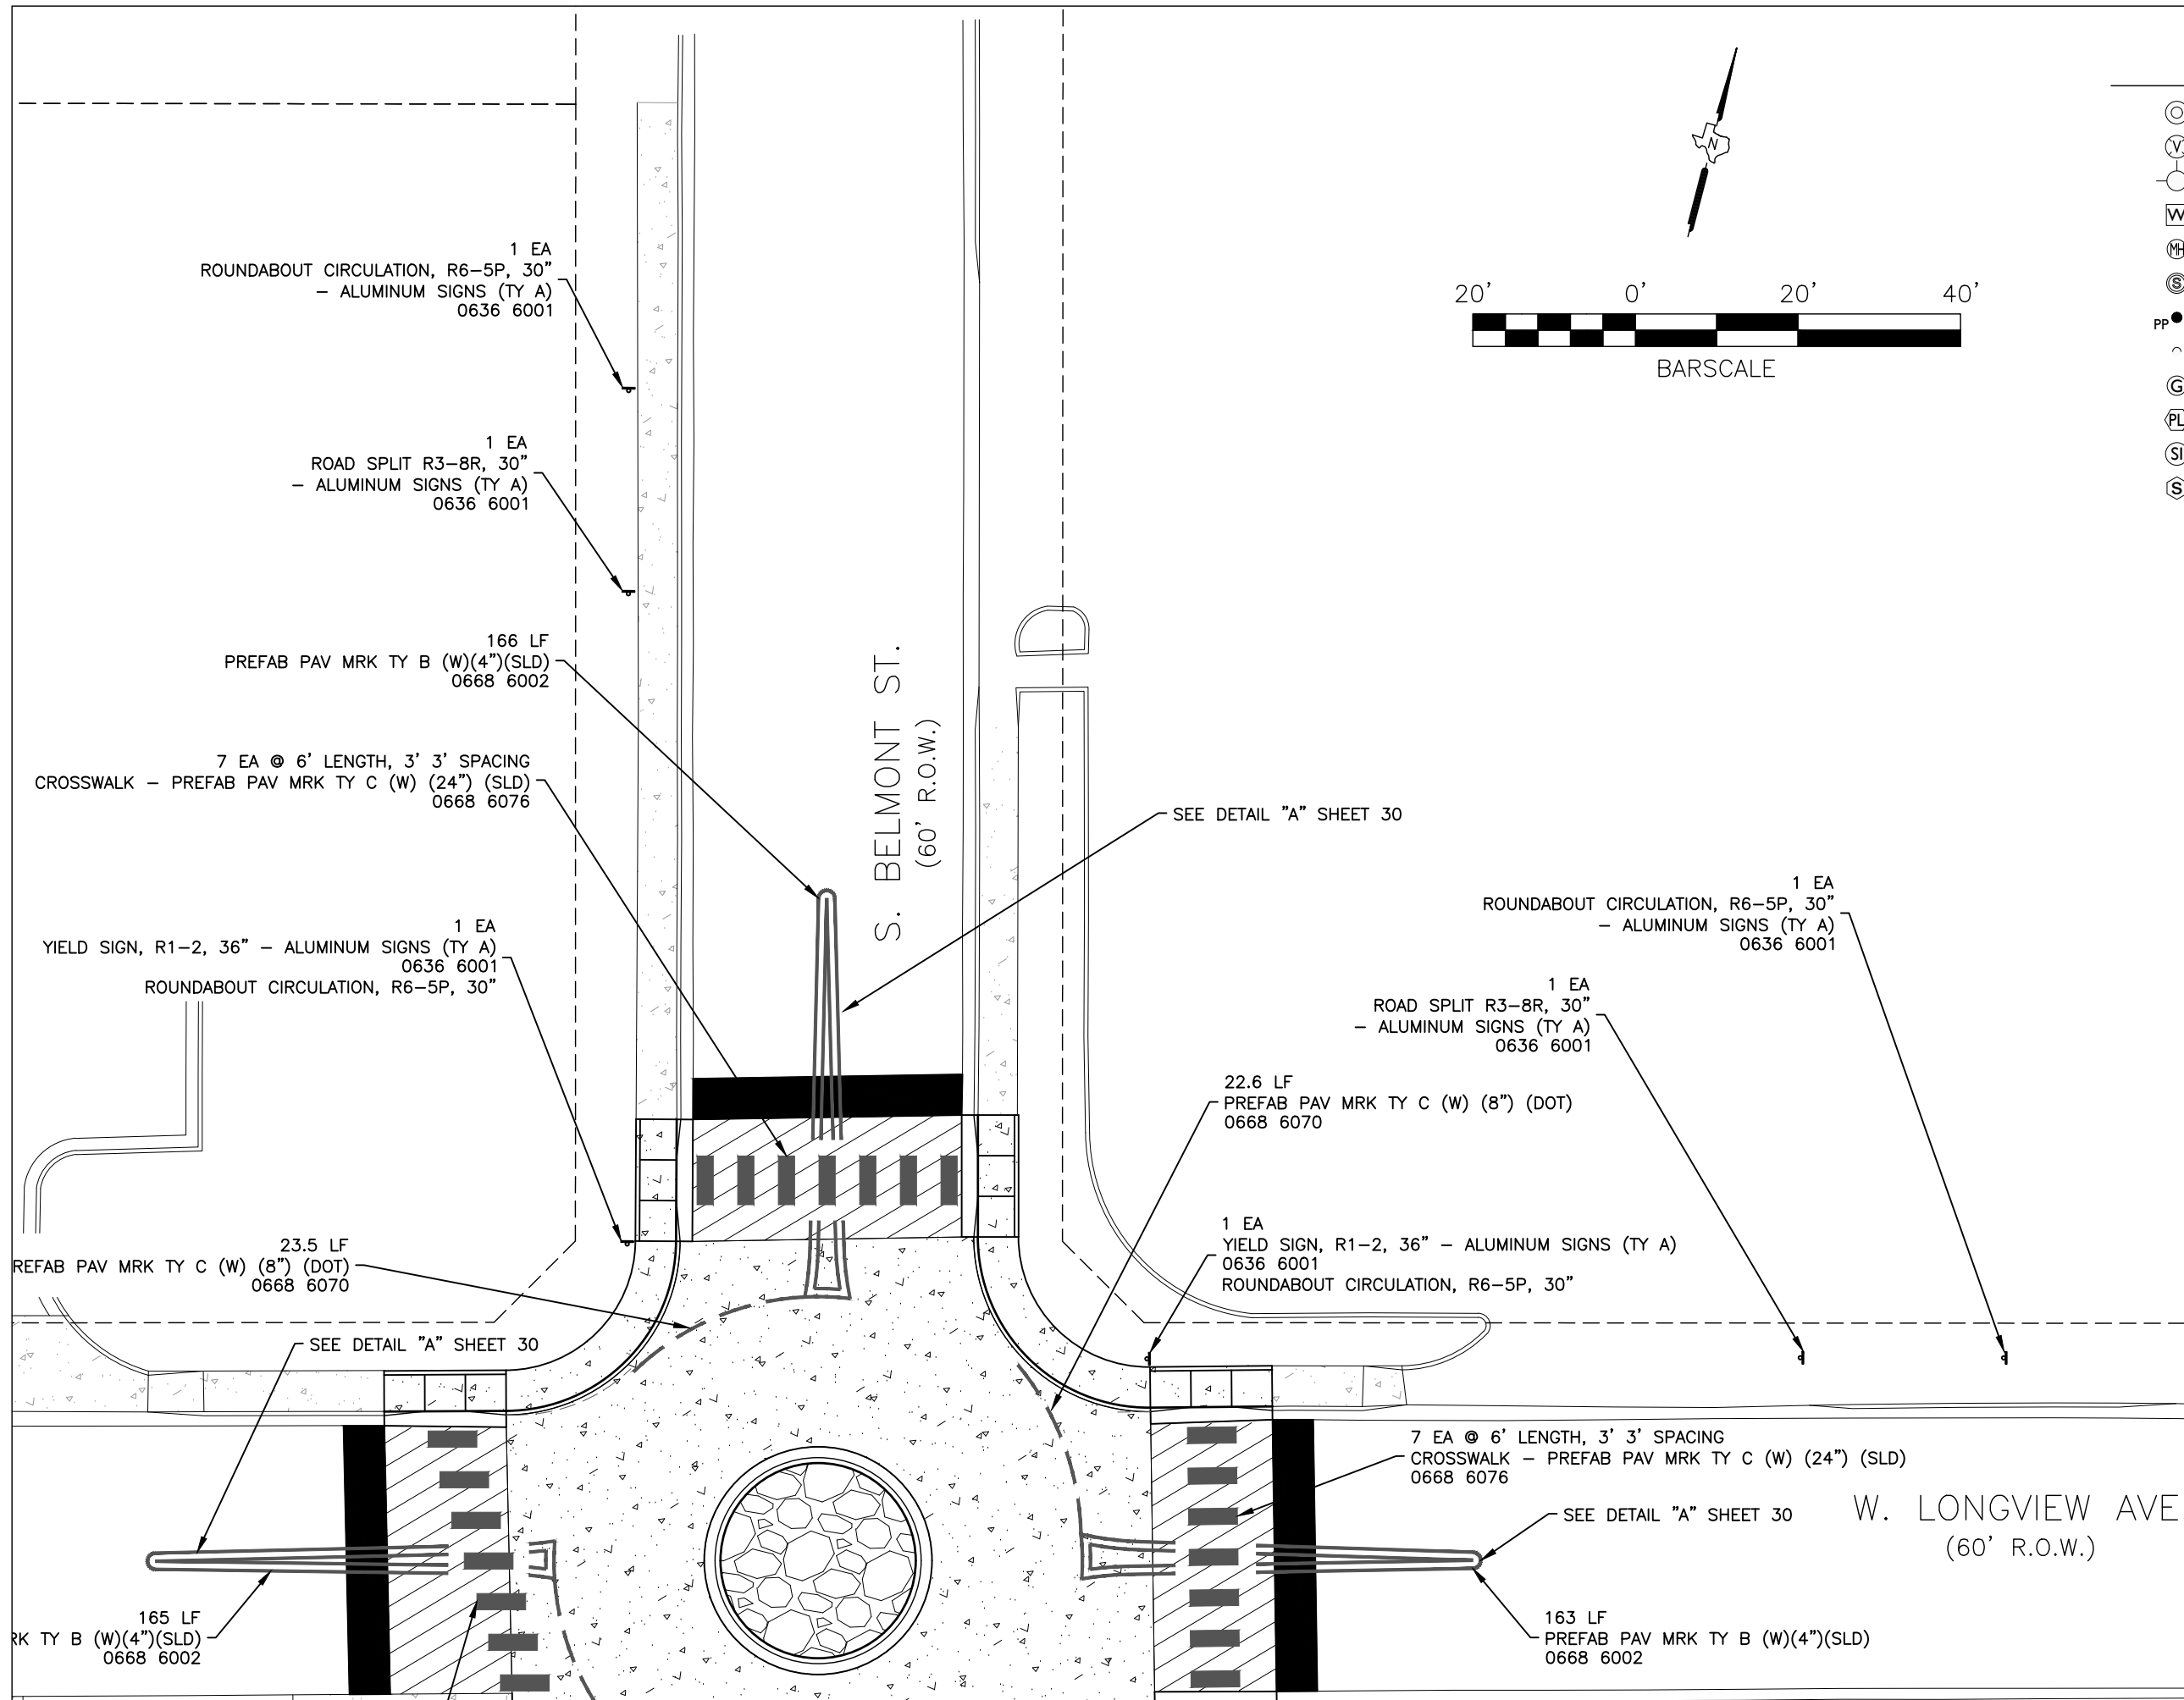 N
20' 0' 20' 40'
BARSCALE
PP
1 EA
ROUNDABOUT CIRCULATION, R6-5P, 30"
- ALUMINUM SIGNS (TY A)
0636 6001
1 EA
ROAD SPLIT R3-8R, 30"
- ALUMINUM SIGNS (TY A)
0636 6001
166 LF
PREFAB PAV MRK TY B (W)(4")(SLD)
0668 6002
7 EA @ 6' LENGTH, 3' 3' SPACING
CROSSWALK - PREFAB PAV MRK TY C (W) (24") (SLD)
0668 6076
S. BELMONT ST.
(60' R.O.W.)
SEE DETAIL "A" SHEET 30
1 EA
YIELD SIGN, R1-2, 36" - ALUMINUM SIGNS (TY A)
0636 6001
ROUNDABOUT CIRCULATION, R6-5P, 30"
1 EA
ROUNDABOUT CIRCULATION, R6-5P, 30"
- ALUMINUM SIGNS (TY A)
0636 6001
1 EA
ROAD SPLIT R3-8R, 30"
- ALUMINUM SIGNS (TY A)
0636 6001
22.6 LF
PREFAB PAV MRK TY C (W) (8") (DOT)
0668 6070
1 EA
YIELD SIGN, R1-2, 36" - ALUMINUM SIGNS (TY A)
0636 6001
ROUNDABOUT CIRCULATION, R6-5P, 30"
23.5 LF
REFAB PAV MRK TY C (W) (8") (DOT)
0668 6070
SEE DETAIL "A" SHEET 30
7 EA @ 6' LENGTH, 3' 3' SPACING
CROSSWALK - PREFAB PAV MRK TY C (W) (24") (SLD)
0668 6076
SEE DETAIL "A" SHEET 30
W. LONGVIEW AVE
(60' R.O.W.)
165 LF
RK TY B (W)(4")(SLD)
0668 6002
163 LF
PREFAB PAV MRK TY B (W)(4")(SLD)
0668 6002